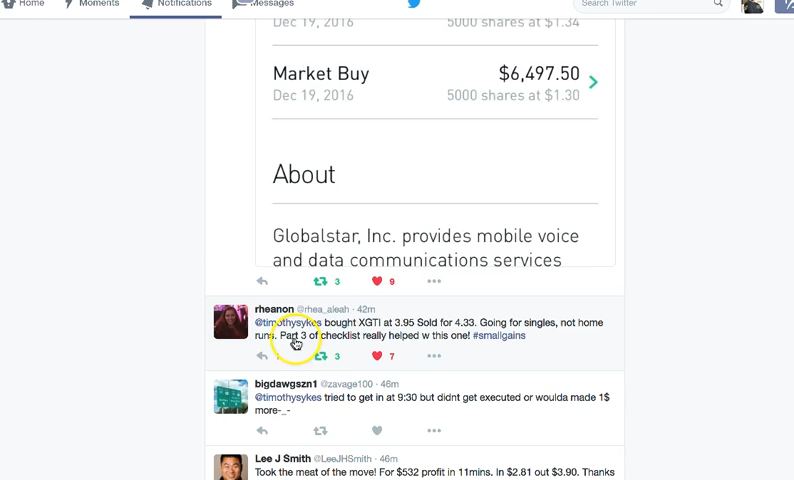 Home Moments Notifications Messages Search Twitter
Dec 19, 2016 5000 shares at $1.34
Market Buy $6,497.50
Dec 19, 2016 5000 shares at $1.30
About
Globalstar, Inc. provides mobile voice
and data communications services
3 9
rheanon @rhea_aleah · 42m
@timothysykes bought XGTI at 3.95 Sold for 4.33. Going for singles, not home
runs. Part 3 of checklist really helped w this one! #smallgains
1 3 7
bigdawgszn1 @zavage100 · 46m
@timothysykes tried to get in at 9:30 but didnt get executed or woulda made 1$
more-_-
Lee J Smith @LeeJHSmith · 46m
Took the meat of the move! For $532 profit in 11mins. In $2.81 out $3.90. Thanks